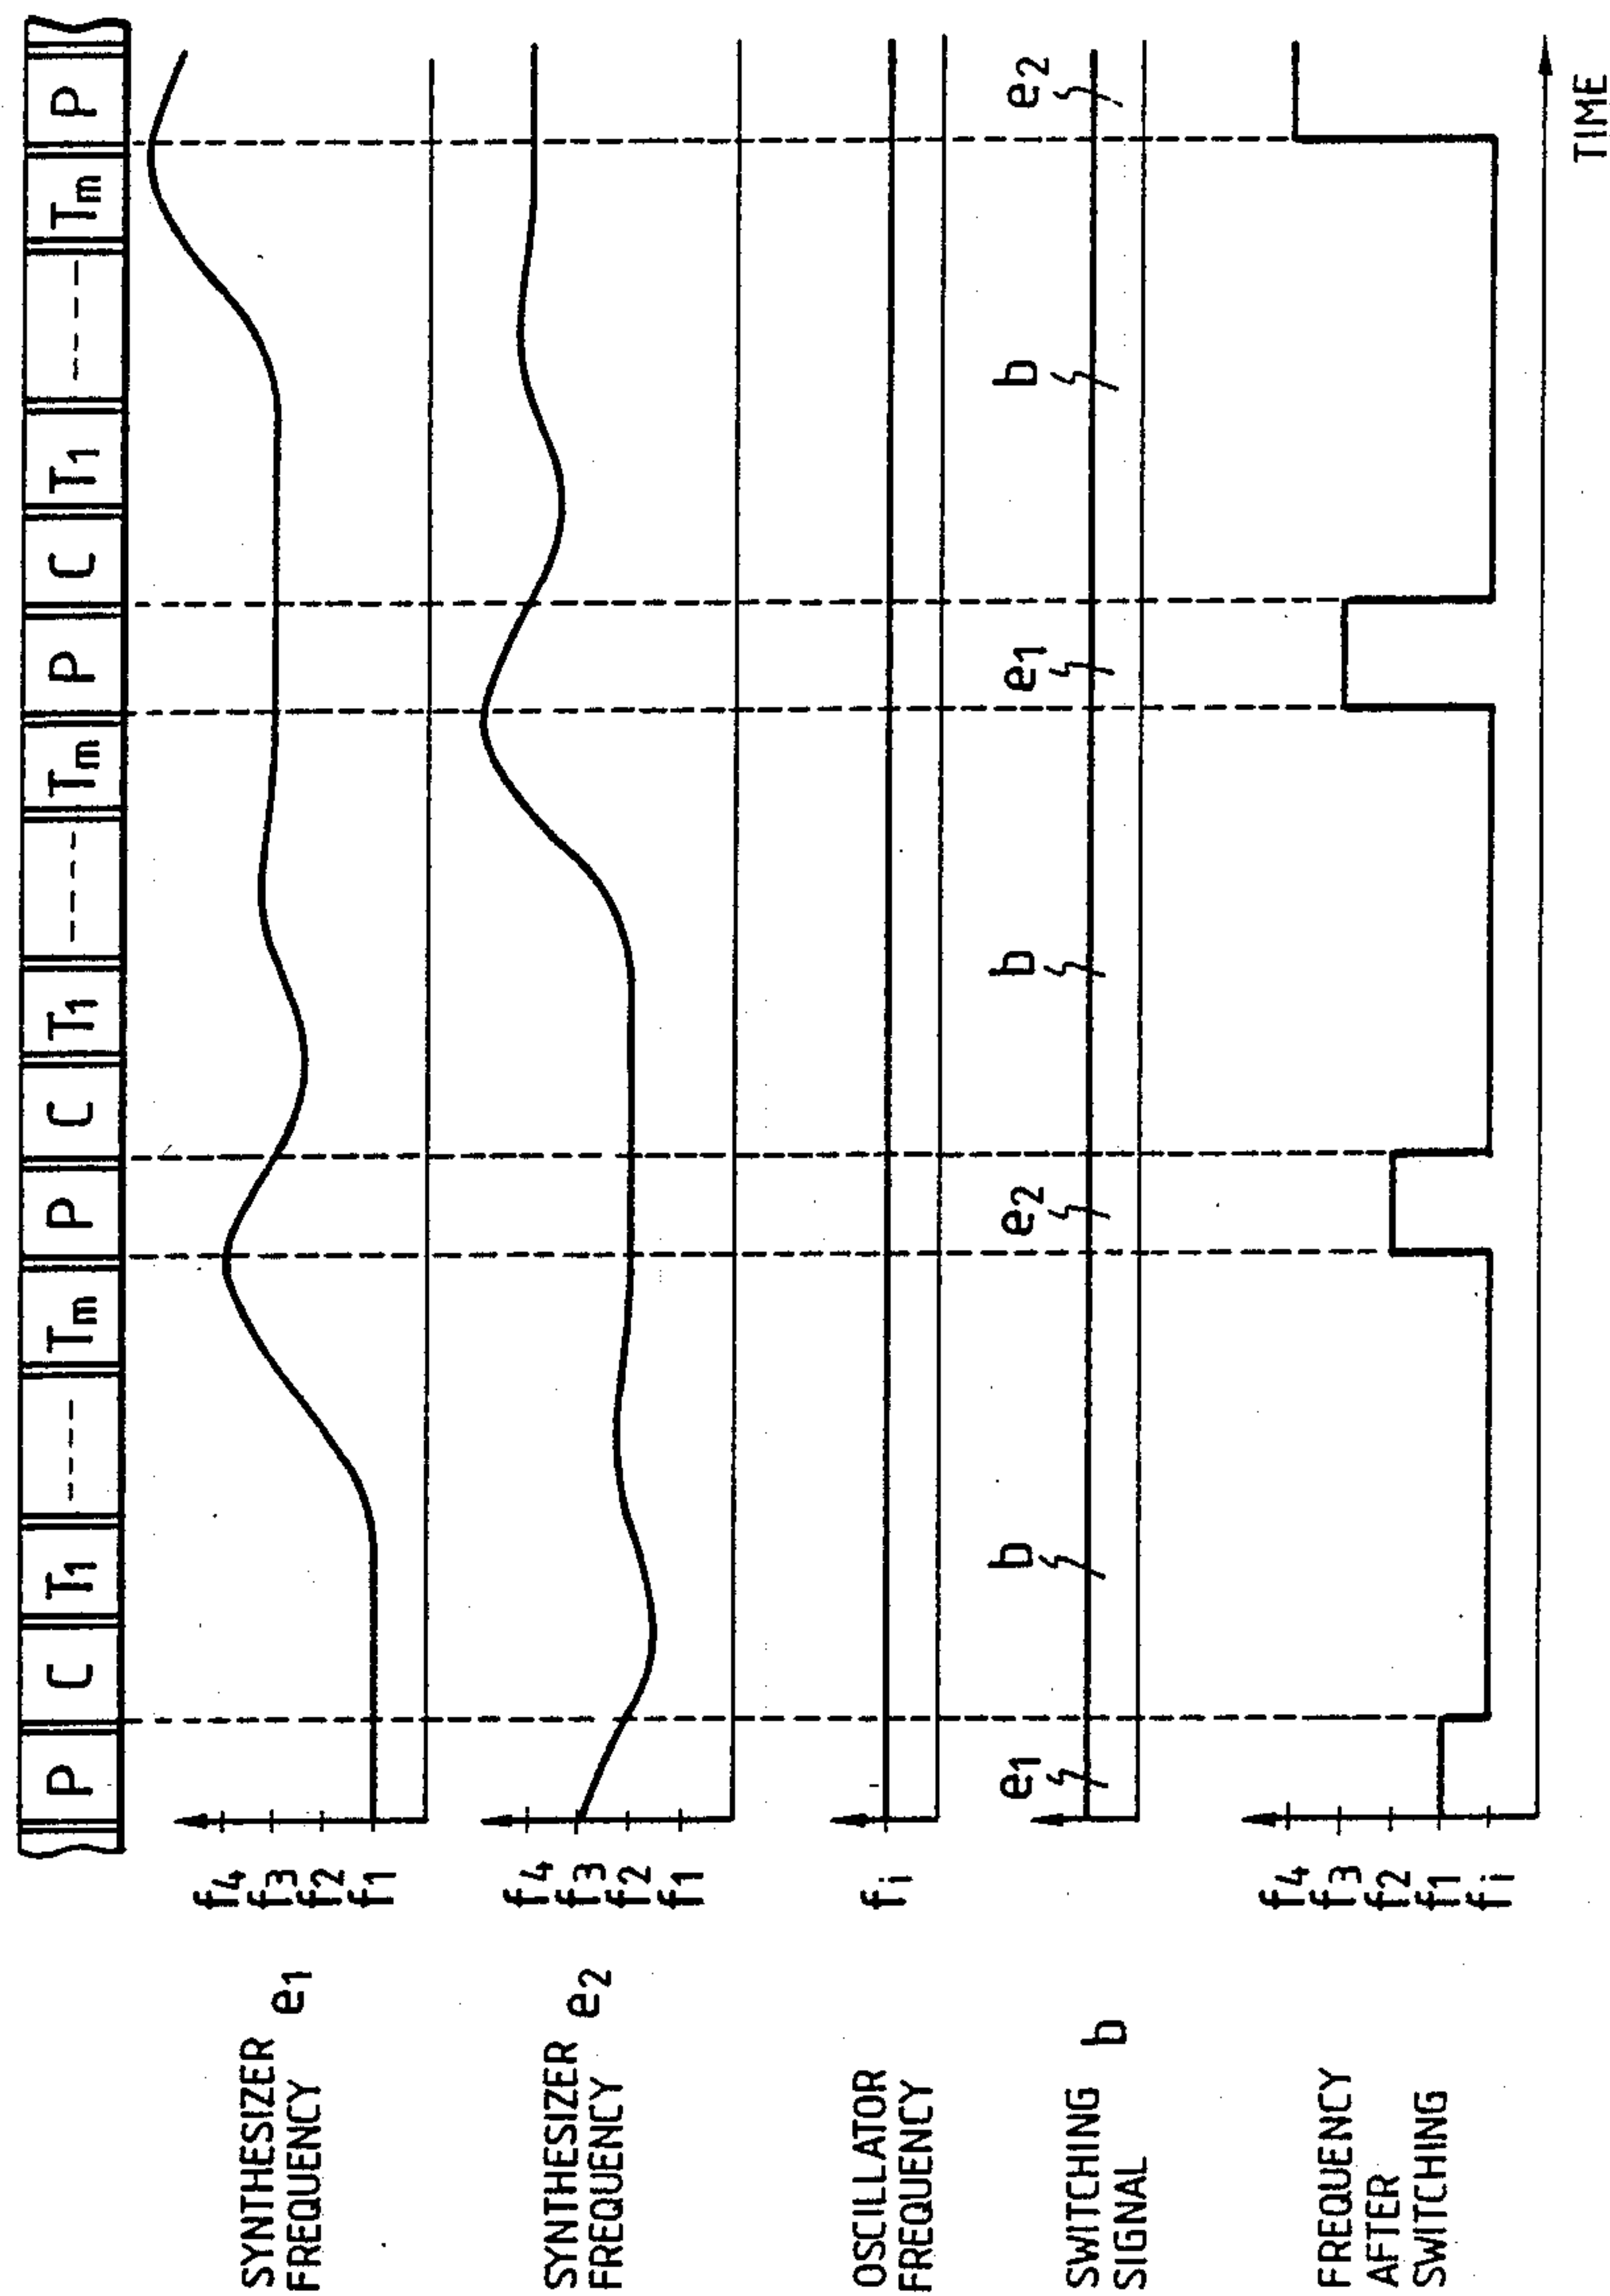 P C T1 ---- Tm P C T1 ---- Tm P C T1 ---- Tm P
SYNTHESIZER
FREQUENCY
e1
f4
f3
f2
f1
SYNTHESIZER
FREQUENCY
e2
f4
f3
f2
f1
OSCILLATOR
FREQUENCY
fi
SWITCHING
SIGNAL
b
e1 b e2 b e1 b e2
FREQUENCY
AFTER
SWITCHING
f4
f3
f2
f1
fi
TIME